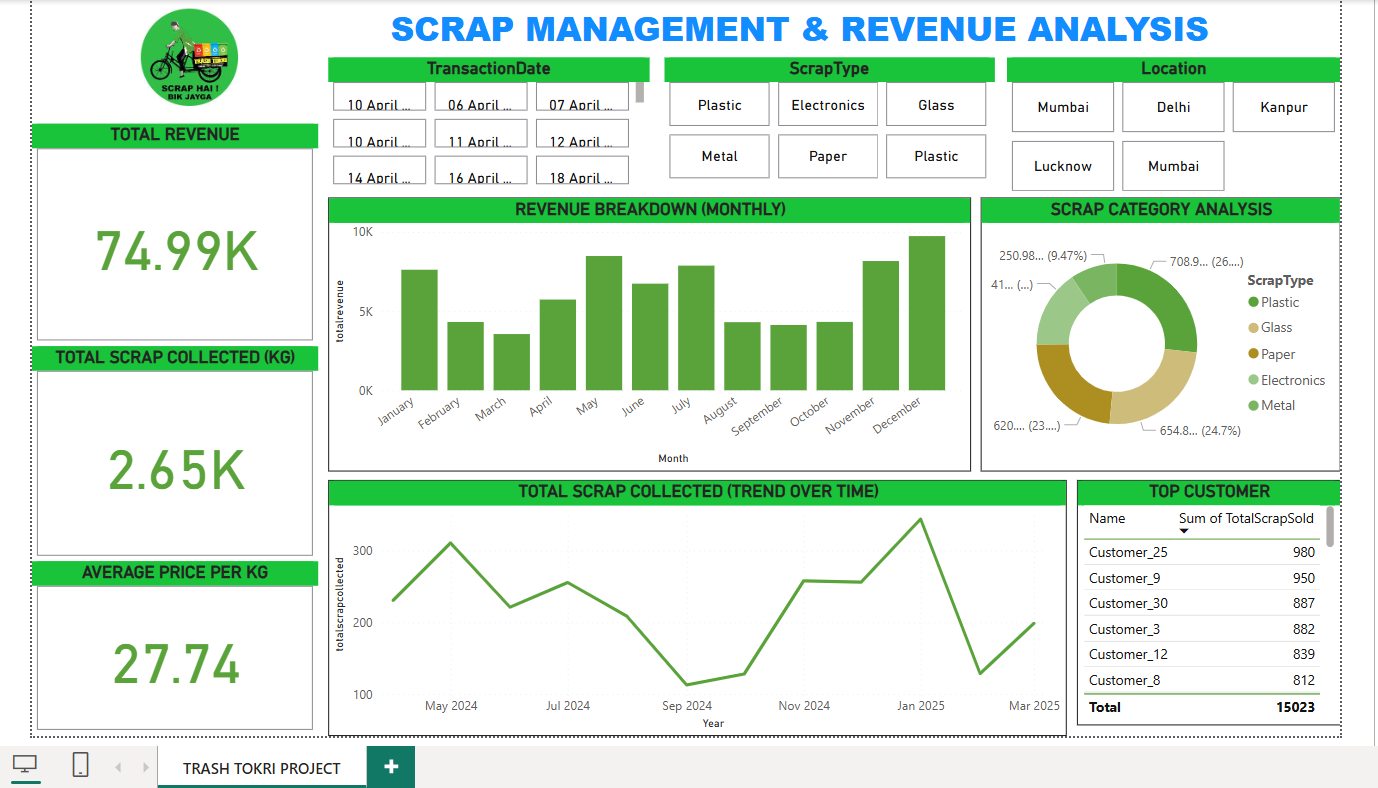 SCRAP MANAGEMENT & REVENUE ANALYSIS
TRASH TOKRI
SCRAP HAI !
BIK JAYGA
TransactionDate
10 April ... 06 April ... 07 April ...
10 April ... 11 April ... 12 April ...
14 April ... 16 April ... 18 April ...
ScrapType
Plastic Electronics Glass
Metal Paper Plastic
Location
Mumbai Delhi Kanpur
Lucknow Mumbai
TOTAL REVENUE
74.99K
TOTAL SCRAP COLLECTED (KG)
2.65K
AVERAGE PRICE PER KG
27.74
REVENUE BREAKDOWN (MONTHLY)
totalrevenue
10K
5K
0K
January February March April May June July August September October November December
Month
SCRAP CATEGORY ANALYSIS
250.98... (9.47%)
708.9... (26....)
41... (...)
620.... (23....)
654.8... (24.7%)
ScrapType
Plastic
Glass
Paper
Electronics
Metal
TOTAL SCRAP COLLECTED (TREND OVER TIME)
totalscrapcollected
300
200
100
May 2024 Jul 2024 Sep 2024 Nov 2024 Jan 2025 Mar 2025
Year
TOP CUSTOMER
Name Sum of TotalScrapSold
Customer_25 980
Customer_9 950
Customer_30 887
Customer_3 882
Customer_12 839
Customer_8 812
Total 15023
TRASH TOKRI PROJECT
+